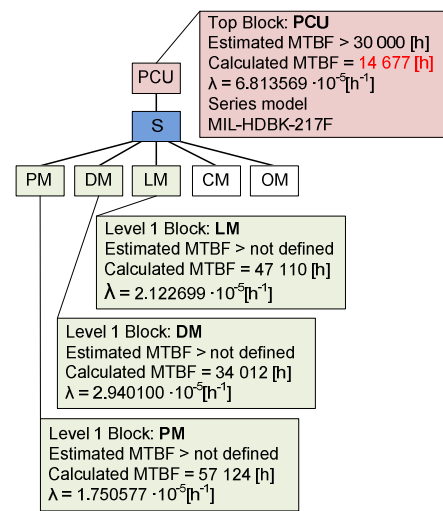 Top Block: PCU
Estimated MTBF > 30 000 [h]
Calculated MTBF = 14 677 [h]
λ = 6.813569 ·10⁻⁵[h⁻¹]
Series model
MIL-HDBK-217F
PCU
S
PM DM LM CM OM
Level 1 Block: LM
Estimated MTBF > not defined
Calculated MTBF = 47 110 [h]
λ = 2.122699 ·10⁻⁵[h⁻¹]
Level 1 Block: DM
Estimated MTBF > not defined
Calculated MTBF = 34 012 [h]
λ = 2.940100 ·10⁻⁵[h⁻¹]
Level 1 Block: PM
Estimated MTBF > not defined
Calculated MTBF = 57 124 [h]
λ = 1.750577 ·10⁻⁵[h⁻¹]